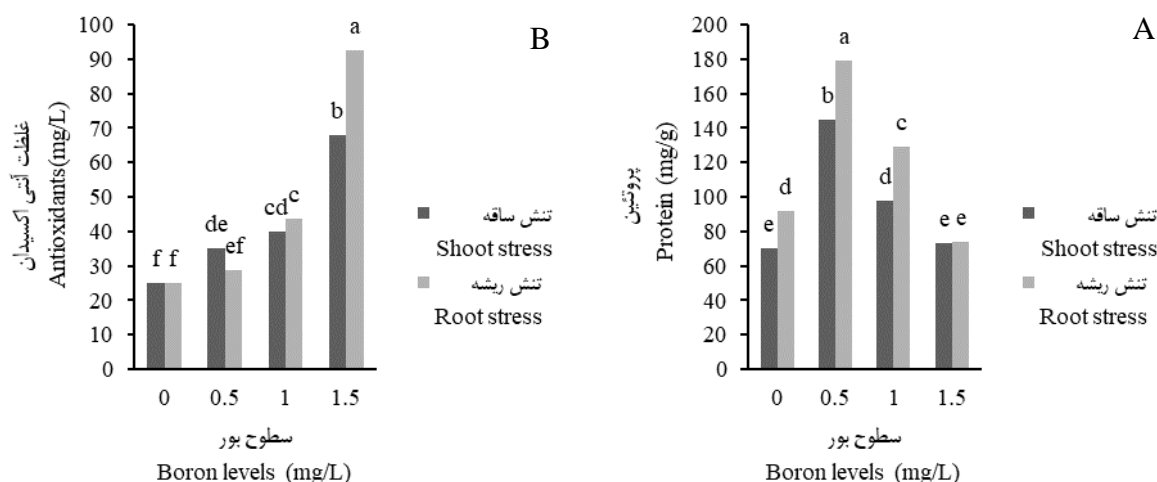 B
غلظت آنتی اکسیدان
Antioxidants(mg/L)
100
90
80
70
60
50
40
30
20
10
0
f f
de
ef
cd
c
b
a
0 0.5 1 1.5
سطوح بور
Boron levels (mg/L)
تنش ساقه
Shoot stress
تنش ریشه
Root stress
A
پروتئین
Protein (mg/g)
200
180
160
140
120
100
80
60
40
20
0
e
d
b
a
d
c
e e
0 0.5 1 1.5
سطوح بور
Boron levels (mg/L)
تنش ساقه
Shoot stress
تنش ریشه
Root stress